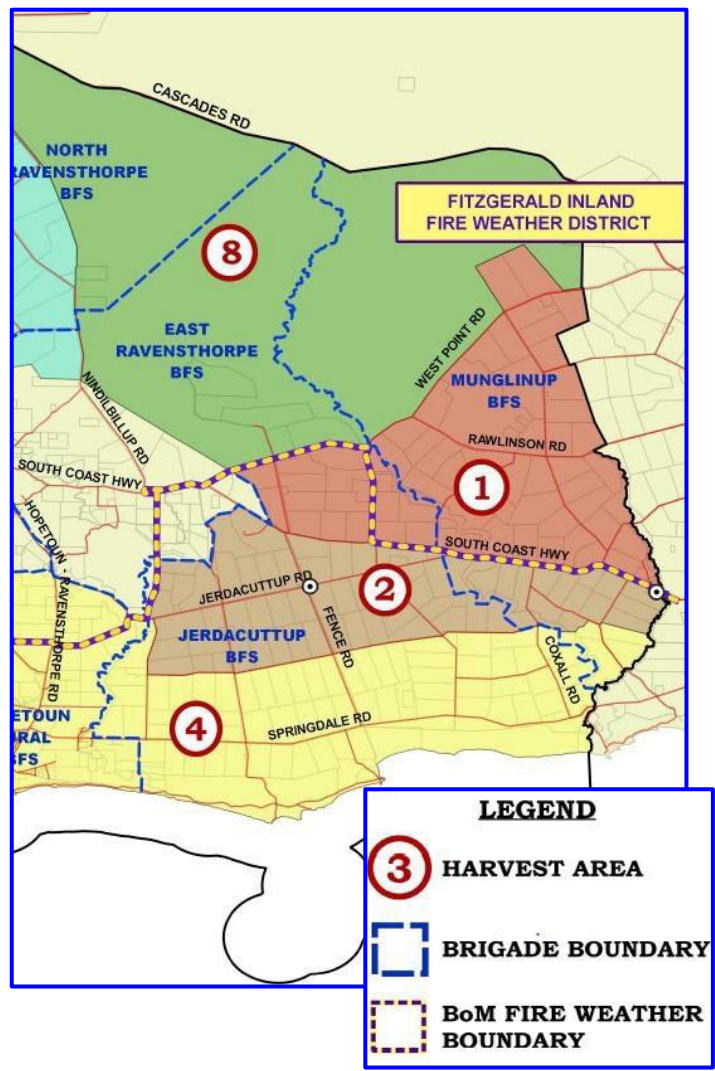 CASCADES RD
NORTH
RAVENSTHORPE
BFS
FITZGERALD INLAND
FIRE WEATHER DISTRICT
8
EAST
RAVENSTHORPE
BFS
WEST POINT RD
MUNGLINUP
BFS
NINDILBILLUP RD
RAWLINSON RD
SOUTH COAST HWY
1
HOPETOUN - RAVENSTHORPE RD
SOUTH COAST HWY
JERDACUTTUP RD
2
FENCE RD
JERDACUTTUP
BFS
COXALL RD
ETOUN
RAL
BFS
4
SPRINGDALE RD
LEGEND
3 HARVEST AREA
BRIGADE BOUNDARY
BoM FIRE WEATHER
BOUNDARY